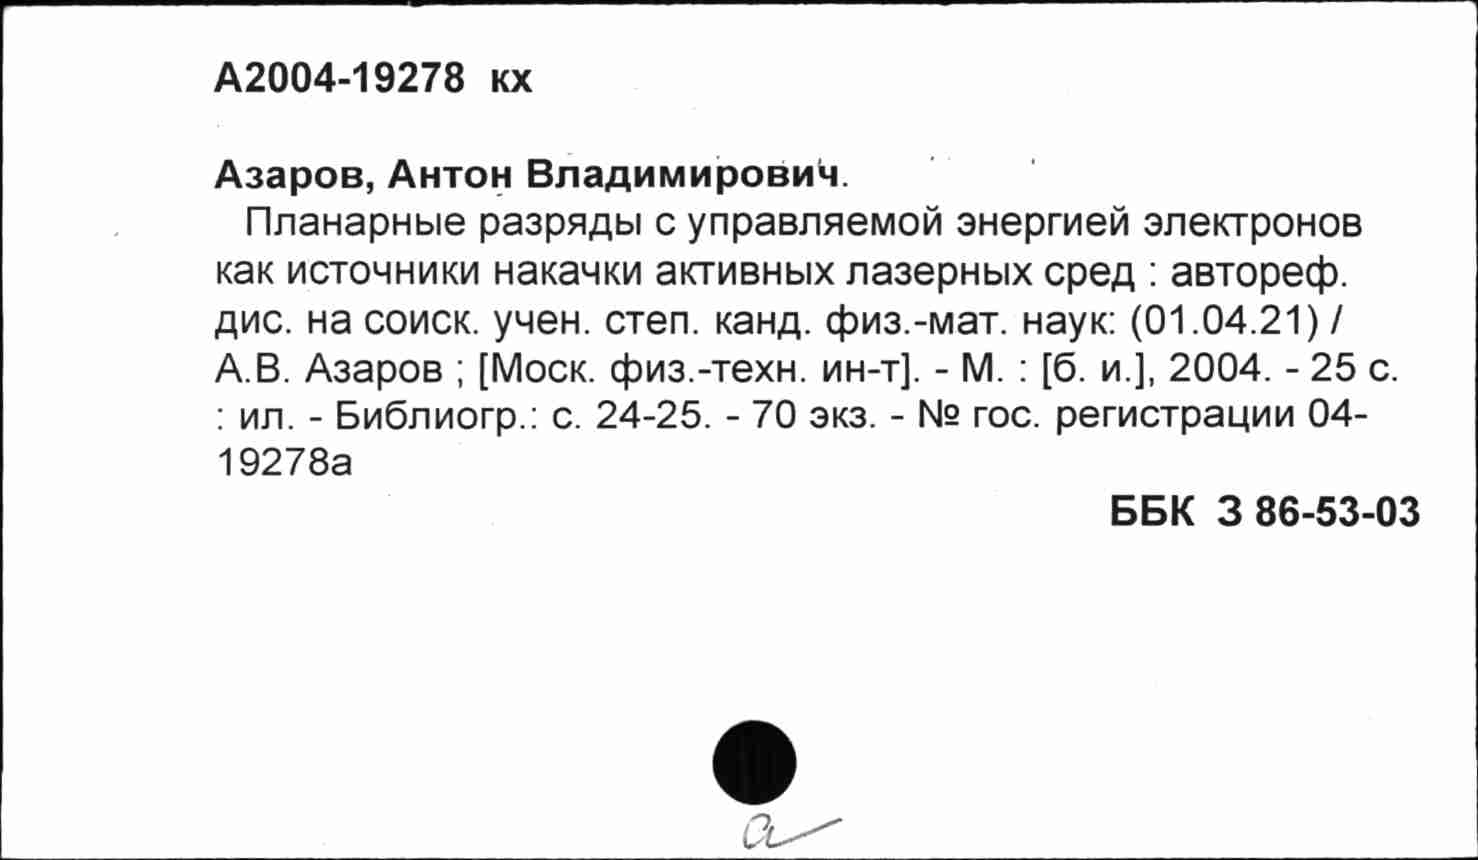 А2004-19278 кх
Азаров, Антон Владимирович.
Планарные разряды с управляемой энергией электронов
как источники накачки активных лазерных сред : автореф.
дис. на соиск. учен. степ. канд. физ.-мат. наук: (01.04.21) /
А.В. Азаров ; [Моск. физ.-техн. ин-т]. - М. : [б. и.], 2004. - 25 с.
: ил. - Библиогр.: с. 24-25. - 70 экз. - № гос. регистрации 04-
19278а
ББК З 86-53-03
а